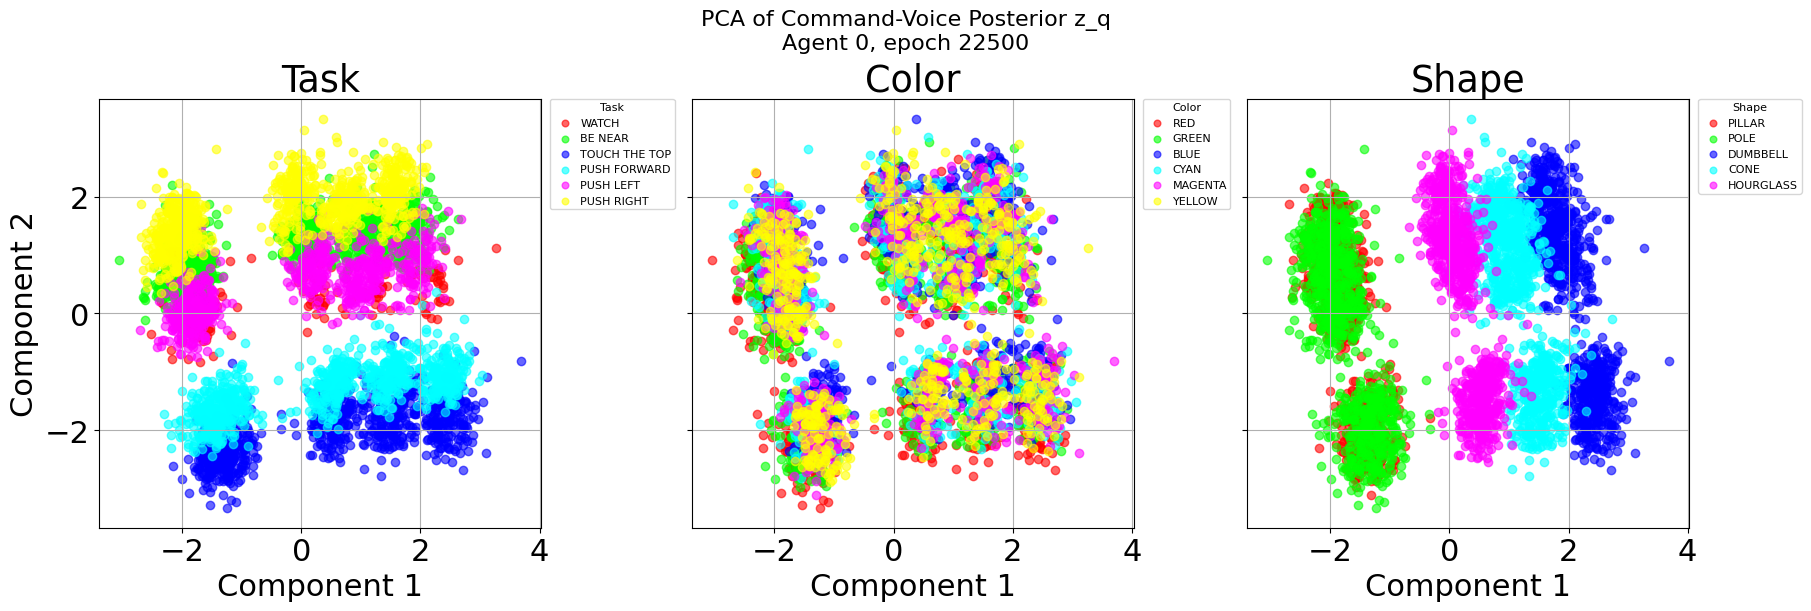 PCA of Command-Voice Posterior z_q
Agent 0, epoch 22500
Task
Component 2
2
0
−2
−2
0
2
4
Component 1
Task
WATCH
BE NEAR
TOUCH THE TOP
PUSH FORWARD
PUSH LEFT
PUSH RIGHT
Color
−2
0
2
4
Component 1
Color
RED
GREEN
BLUE
CYAN
MAGENTA
YELLOW
Shape
−2
0
2
4
Component 1
Shape
PILLAR
POLE
DUMBBELL
CONE
HOURGLASS